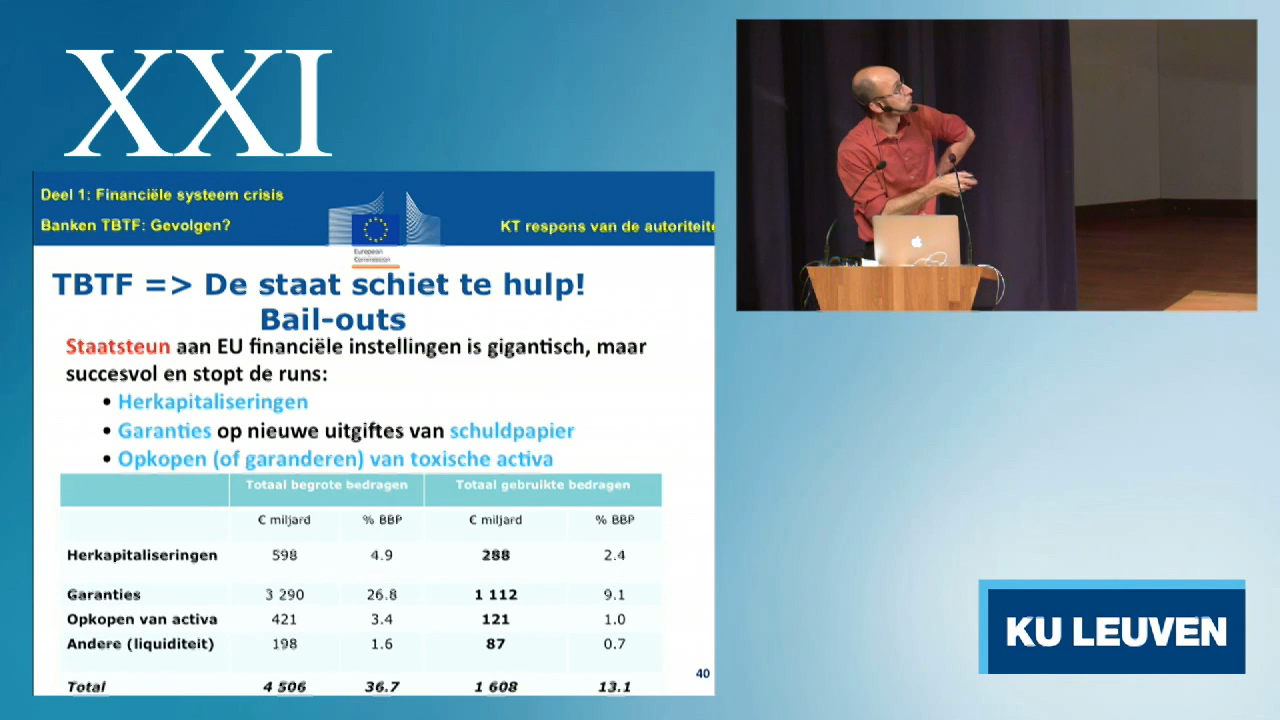 XXI
Deel 1: Financiële systeem crisis
Banken TBTF: Gevolgen?
KT respons van de autoriteite
European
Commission
TBTF => De staat schiet te hulp!
Bail-outs
Staatsteun aan EU financiële instellingen is gigantisch, maar
succesvol en stopt de runs:
• Herkapitaliseringen
• Garanties op nieuwe uitgiftes van schuldpapier
• Opkopen (of garanderen) van toxische activa
Totaal begrote bedragen Totaal gebruikte bedragen
€ miljard % BBP € miljard % BBP
Herkapitaliseringen 598 4.9 288 2.4
Garanties 3 290 26.8 1 112 9.1
Opkopen van activa 421 3.4 121 1.0
Andere (liquiditeit) 198 1.6 87 0.7
Total 4 506 36.7 1 608 13.1
40
KU LEUVEN